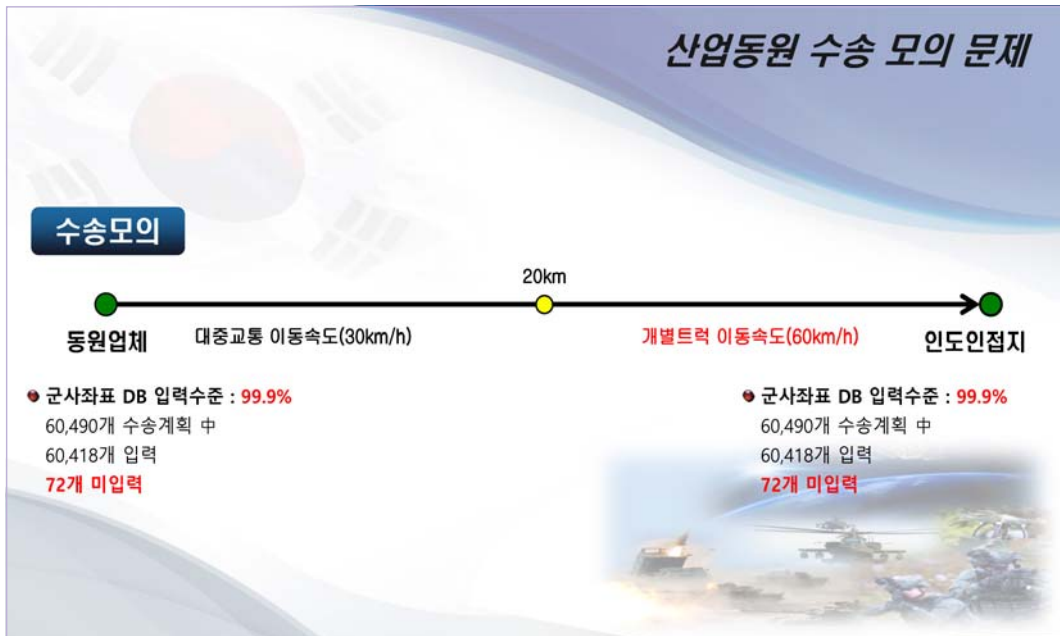 산업동원 수송 모의 문제
수송모의
20km
동원업체
대중교통 이동속도(30km/h)
개별트럭 이동속도(60km/h)
인도인접지
군사좌표 DB 입력수준 : 99.9%
60,490개 수송계획 中
60,418개 입력
72개 미입력
군사좌표 DB 입력수준 : 99.9%
60,490개 수송계획 中
60,418개 입력
72개 미입력